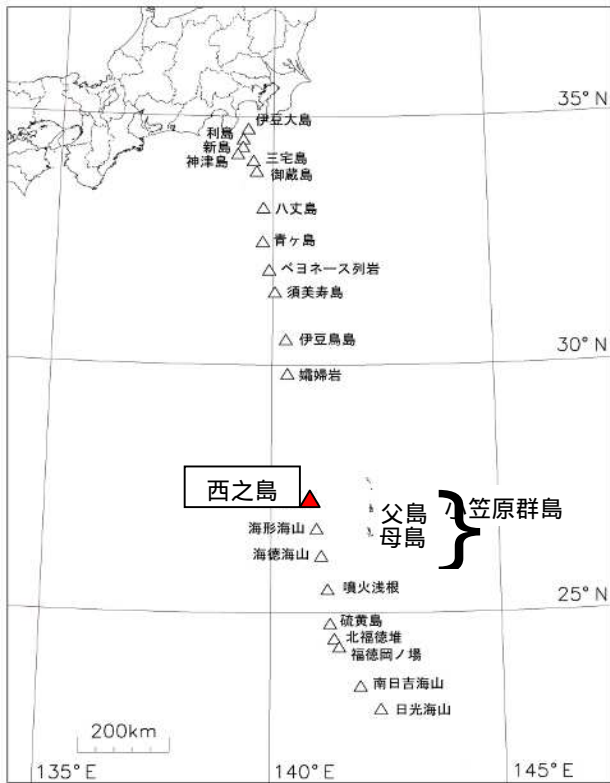 35°N
伊豆大島
利島
新島
神津島
三宅島
御蔵島
八丈島
青ヶ島
ベヨネース列岩
須美寿島
伊豆鳥島
30°N
孀婦岩
西之島
父島
母島
小笠原群島
海形海山
海徳海山
噴火浅根
25°N
硫黄島
北福徳堆
福徳岡ノ場
南日吉海山
日光海山
200km
135°E
140°E
145°E